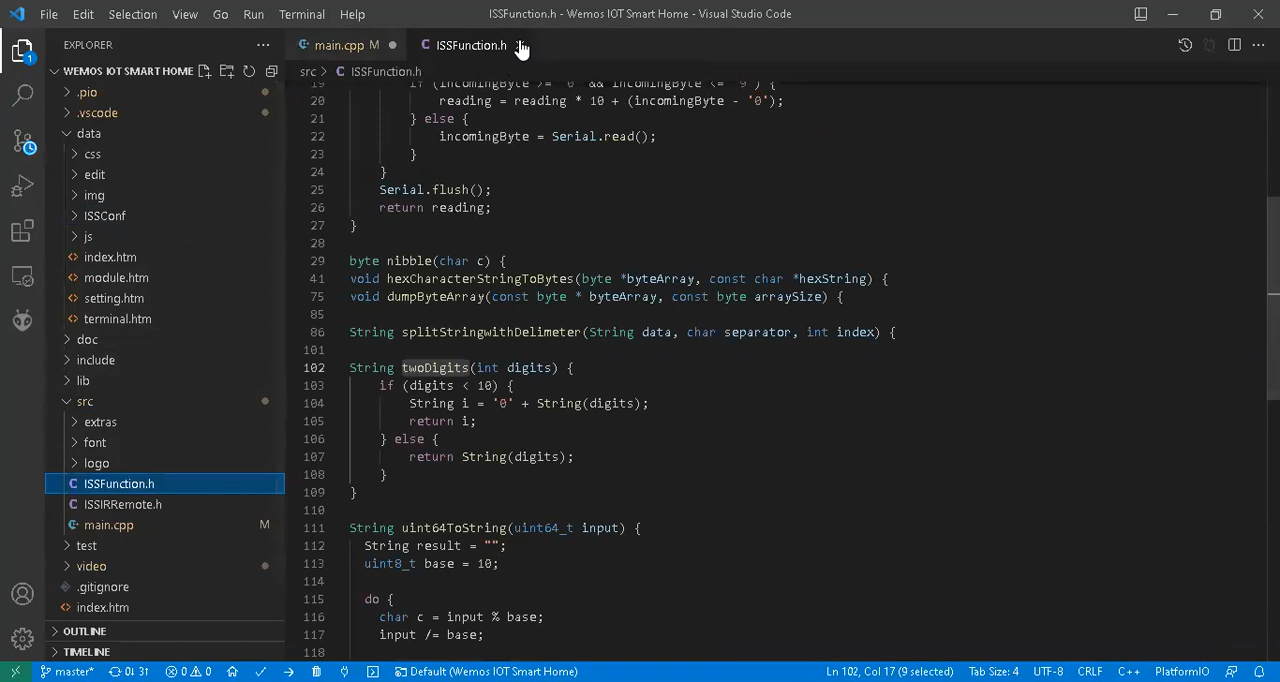 File Edit Selection View Go Run Terminal Help ISSFunction.h - Wemos IOT Smart Home - Visual Studio Code
EXPLORER
main.cpp M
ISSFunction.h
WEMOS IOT SMART HOME
src > ISSFunction.h
.pio
.vscode
data
css
edit
img
ISSConf
js
index.htm
module.htm
setting.htm
terminal.htm
doc
include
lib
src
extras
font
logo
ISSFunction.h
ISSIRRemote.h
main.cpp M
test
video
.gitignore
index.htm
OUTLINE
TIMELINE
19 if (incomingByte >= '0' && incomingByte <= '9') {
20 reading = reading * 10 + (incomingByte - '0');
21 } else {
22 incomingByte = Serial.read();
23 }
24 }
25 Serial.flush();
26 return reading;
27 }
28
29 byte nibble(char c) {
41 void hexCharacterStringToBytes(byte *byteArray, const char *hexString) {
75 void dumpByteArray(const byte * byteArray, const byte arraySize) {
85
86 String splitStringwithDelimeter(String data, char separator, int index) {
101
102 String twoDigits(int digits) {
103 if (digits < 10) {
104 String i = '0' + String(digits);
105 return i;
106 } else {
107 return String(digits);
108 }
109 }
110
111 String uint64ToString(uint64_t input) {
112 String result = "";
113 uint8_t base = 10;
114
115 do {
116 char c = input % base;
117 input /= base;
118
1
master* 0↓ 3↑ 0 0 Default (Wemos IOT Smart Home) Ln 102, Col 17 (9 selected) Tab Size: 4 UTF-8 CRLF C++ PlatformIO